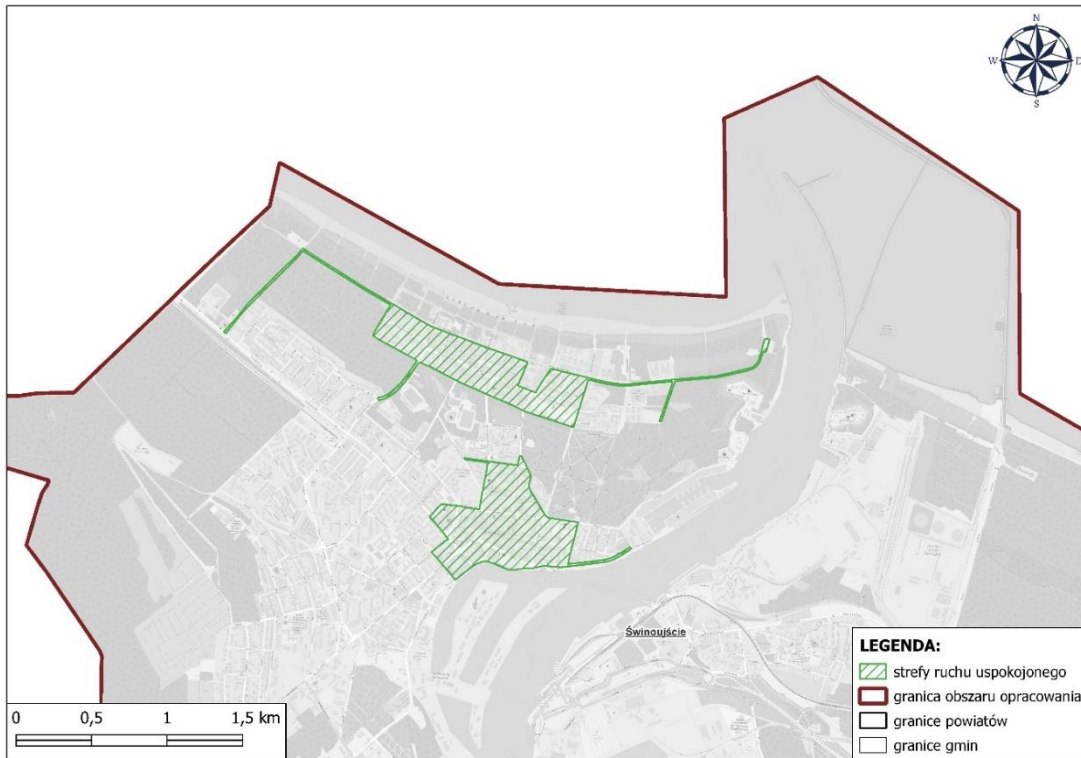 N
W
D
S
Świnoujście
LEGENDA:
strefy ruchu uspokojonego
granica obszaru opracowania
granice powiatów
granice gmin
0 0,5 1 1,5 km